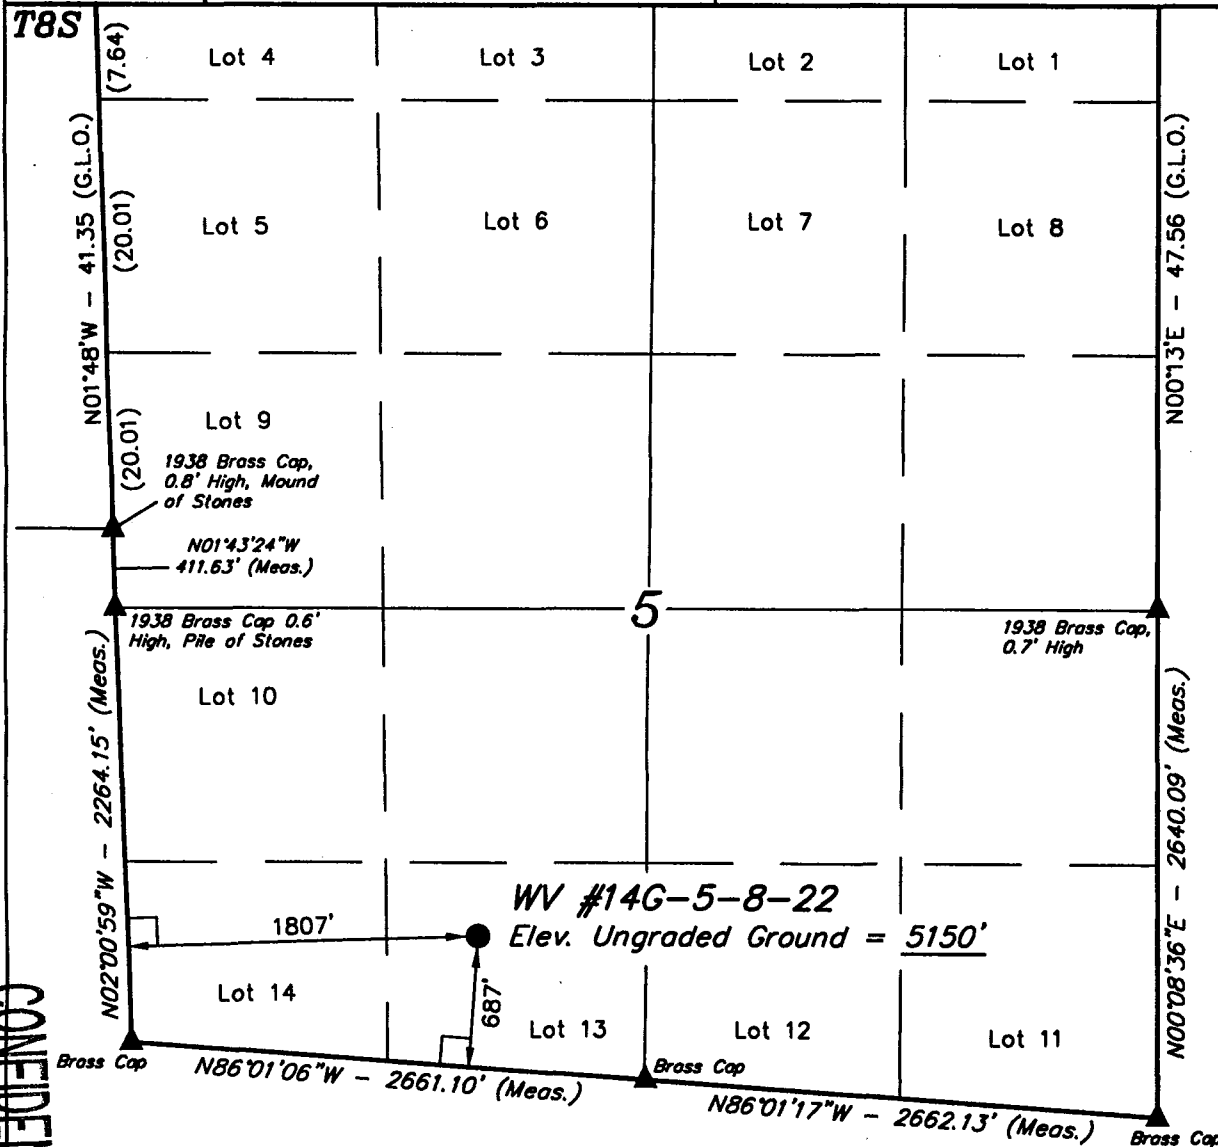 T8S
(7.64)
Lot 4
Lot 3
Lot 2
Lot 1
N01°48'W - 41.35 (G.L.O.)
(20.01)
Lot 5
Lot 6
Lot 7
Lot 8
N00°13'E - 47.56 (G.L.O.)
Lot 9
(20.01)
1938 Brass Cap,
0.8' High, Mound
of Stones
N01°43'24"W
411.63' (Meas.)
5
1938 Brass Cap 0.6'
High, Pile of Stones
1938 Brass Cap,
0.7' High
Lot 10
N02°00'59"W - 2264.15' (Meas.)
N00°08'36"E - 2640.09' (Meas.)
WV #14G-5-8-22
Elev. Ungraded Ground = 5150'
1807'
687'
Lot 14
Lot 13
Lot 12
Lot 11
Brass Cap
N86°01'06"W - 2661.10' (Meas.)
Brass Cap
N86°01'17"W - 2662.13' (Meas.)
Brass Cap